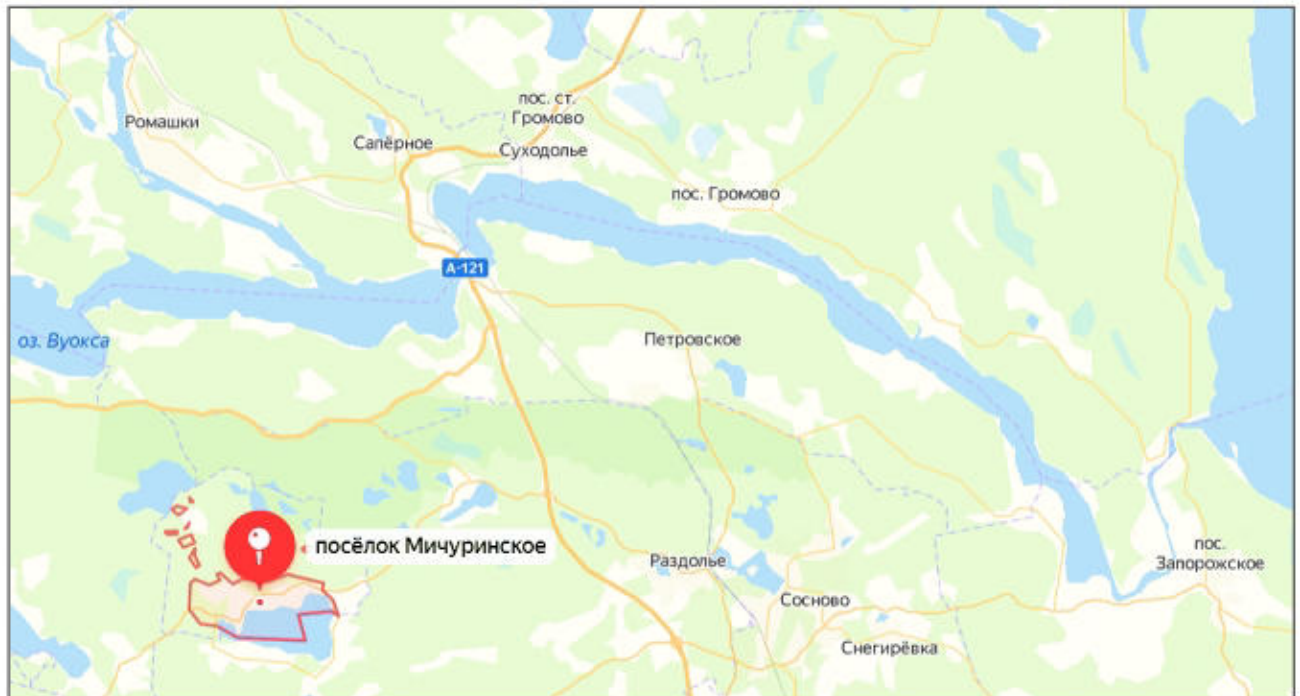 пос. ст.
Громово
Ромашки
Сапёрное
Суходолье
пос. Громово
А-121
оз. Вуокса
Петровское
посёлок Мичуринское
пос.
Запорожское
Раздолье
Сосново
Снегирёвка